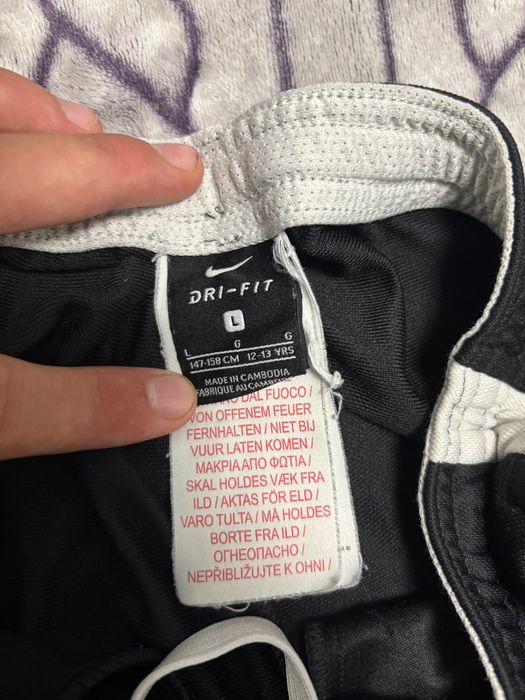 DRI-FIT
L
L G G
147-158 CM 12-13 YRS
MADE IN CAMBODIA
FABRIQUE AU
DAL FUOCO /
VON OFFENEM FEUER
FERNHALTEN / NIET BIJ
VUUR LATEN KOMEN /
ΜΑΚΡΙΑ ΑΠΟ ΦΩΤΙΑ /
SKAL HOLDES VÆK FRA
ILD / AKTAS FÖR ELD /
VARO TULTA / MÅ HOLDES
BORTE FRA ILD /
ОГНЕОПАСНО /
NEPŘIBLIŽUJTE K OHNI /